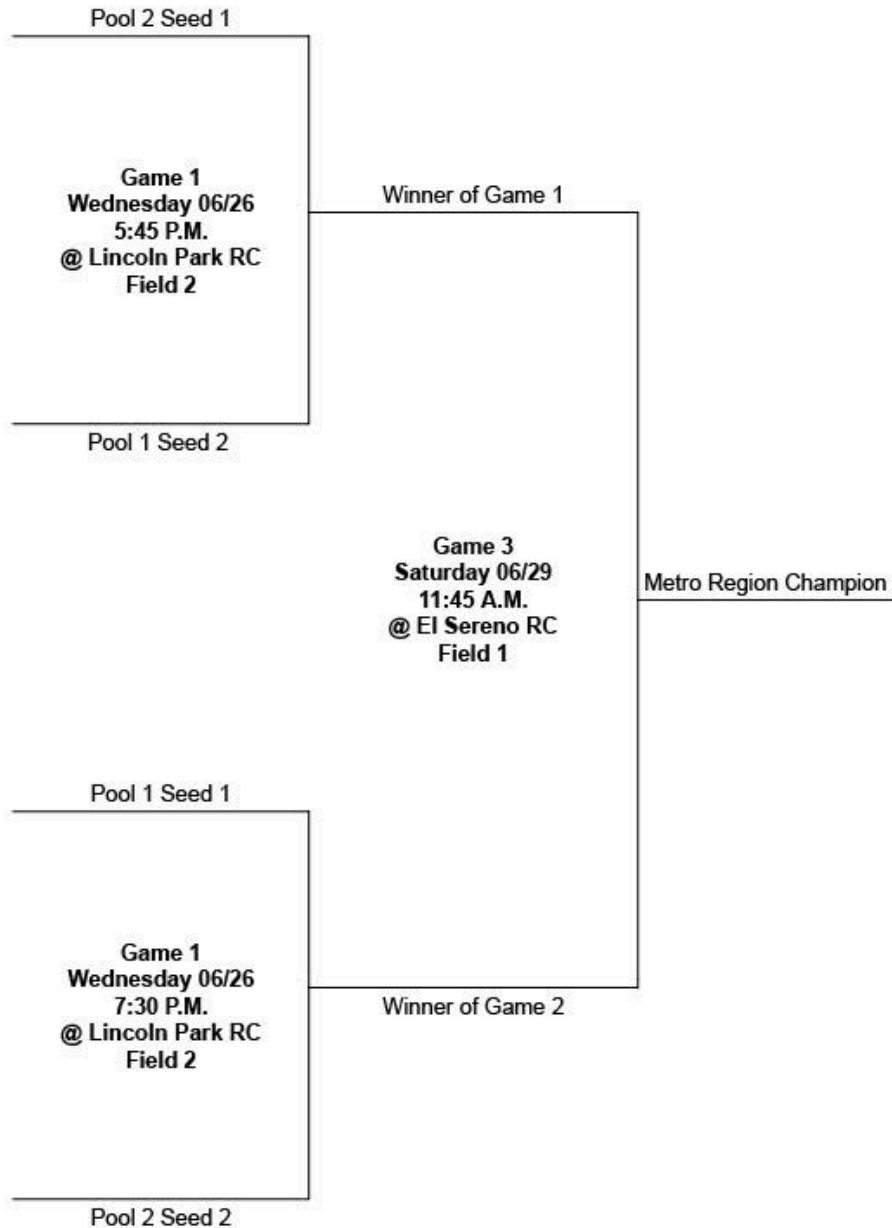 Pool 2 Seed 1
Game 1
Wednesday 06/26
5:45 P.M.
@ Lincoln Park RC
Field 2
Winner of Game 1
Pool 1 Seed 2
Game 3
Saturday 06/29
11:45 A.M.
@ El Sereno RC
Field 1
Metro Region Champion
Pool 1 Seed 1
Game 1
Wednesday 06/26
7:30 P.M.
@ Lincoln Park RC
Field 2
Winner of Game 2
Pool 2 Seed 2